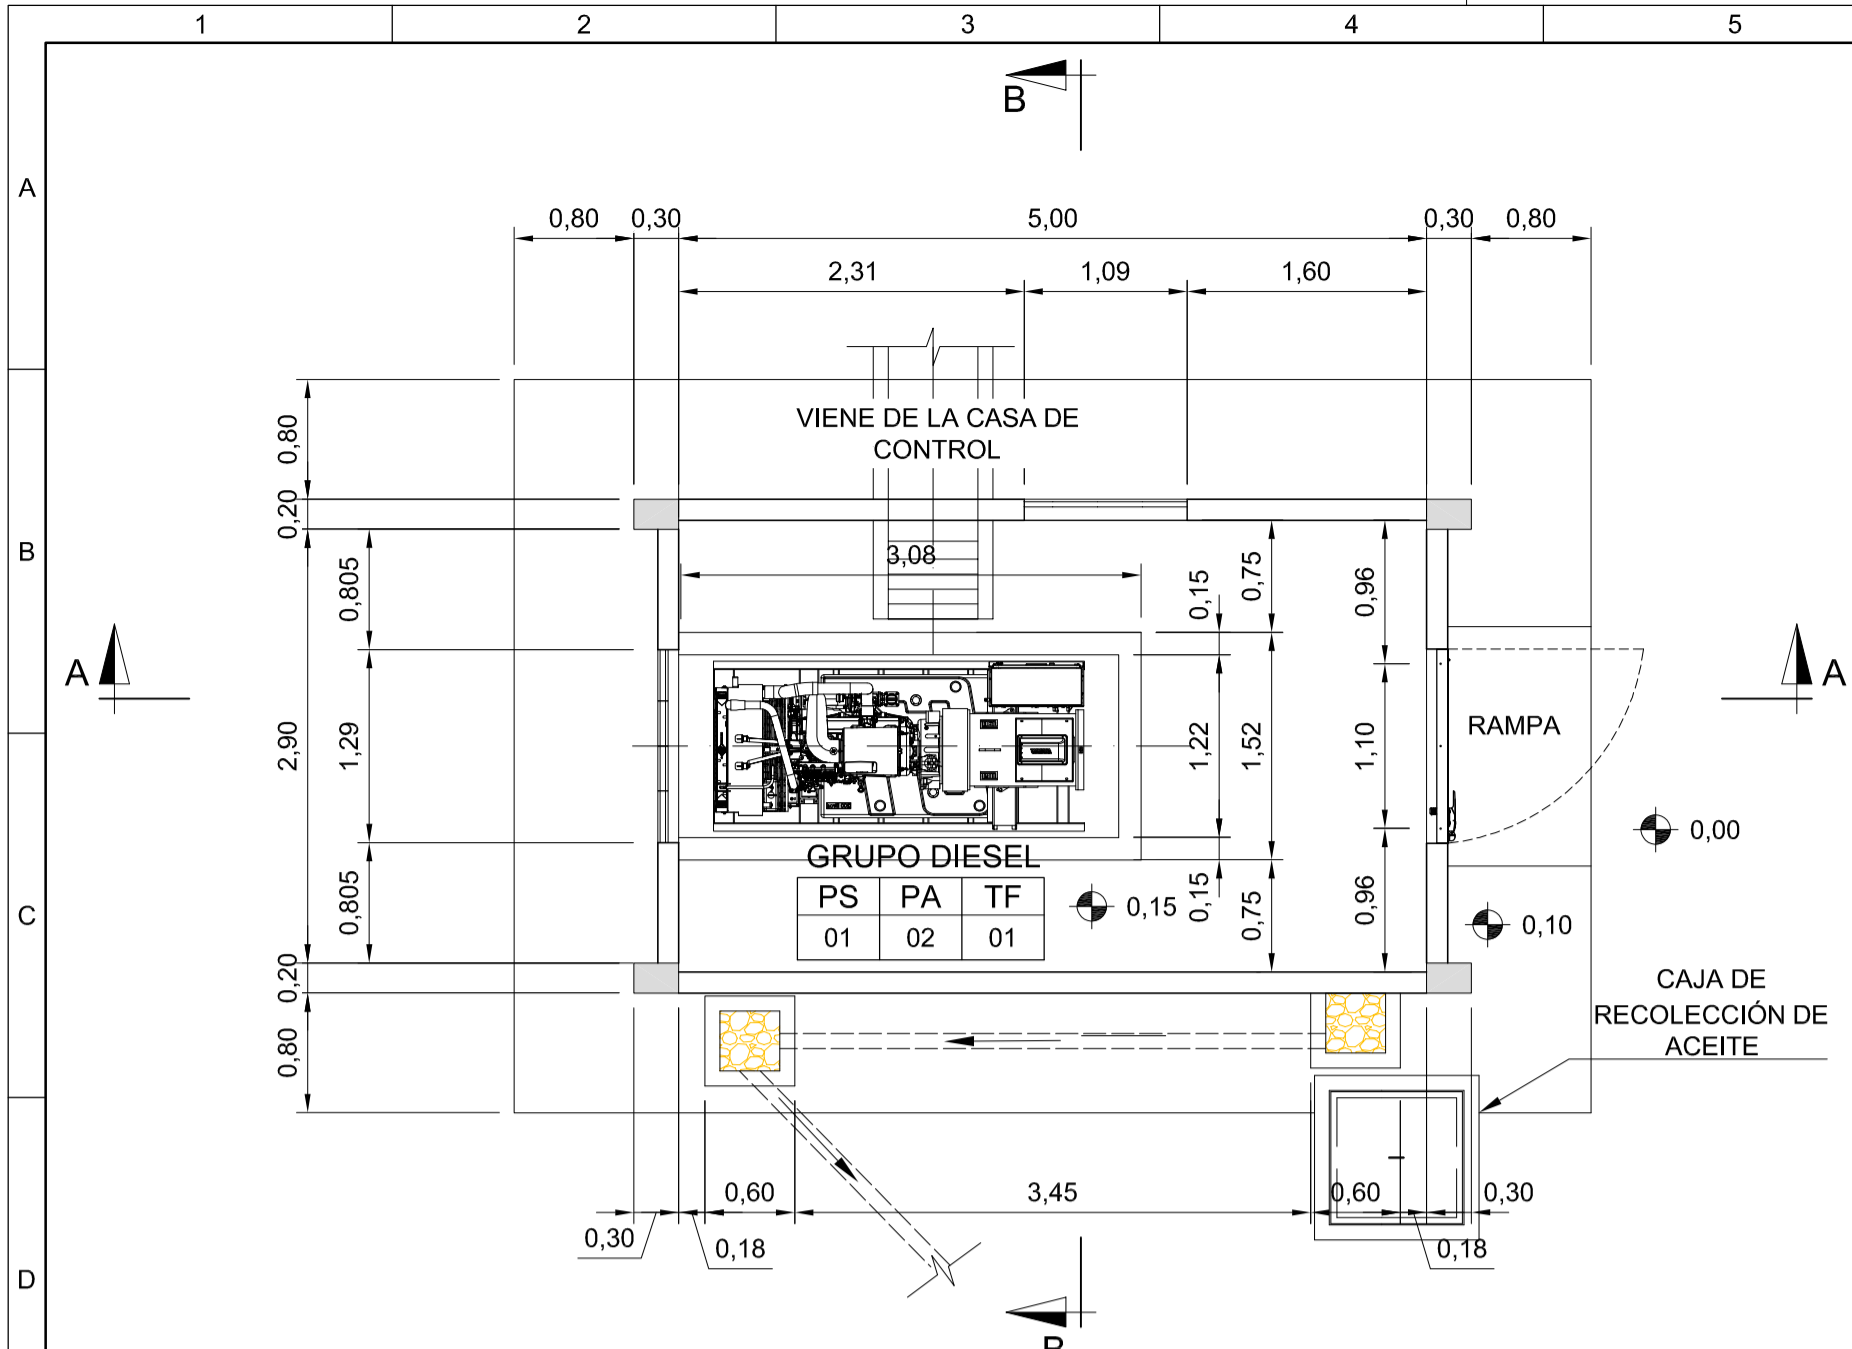 1 2 3 4 5
B
A
0,80 0,30 5,00 0,30 0,80
2,31 1,09 1,60
VIENE DE LA CASA DE
CONTROL
0,80
0,20
B
3,08
0,805
0,15
0,75
0,96
A
A
RAMPA
2,90
1,29
1,22
1,52
1,10
0,00
GRUPO DIESEL
PS PA TF
01 02 01
0,15
0,15
0,75
0,96
0,10
C
0,805
0,20
0,80
CAJA DE
RECOLECCIÓN DE
ACEITE
0,60 3,45 0,60 0,30
0,30 0,18 0,18
D
B